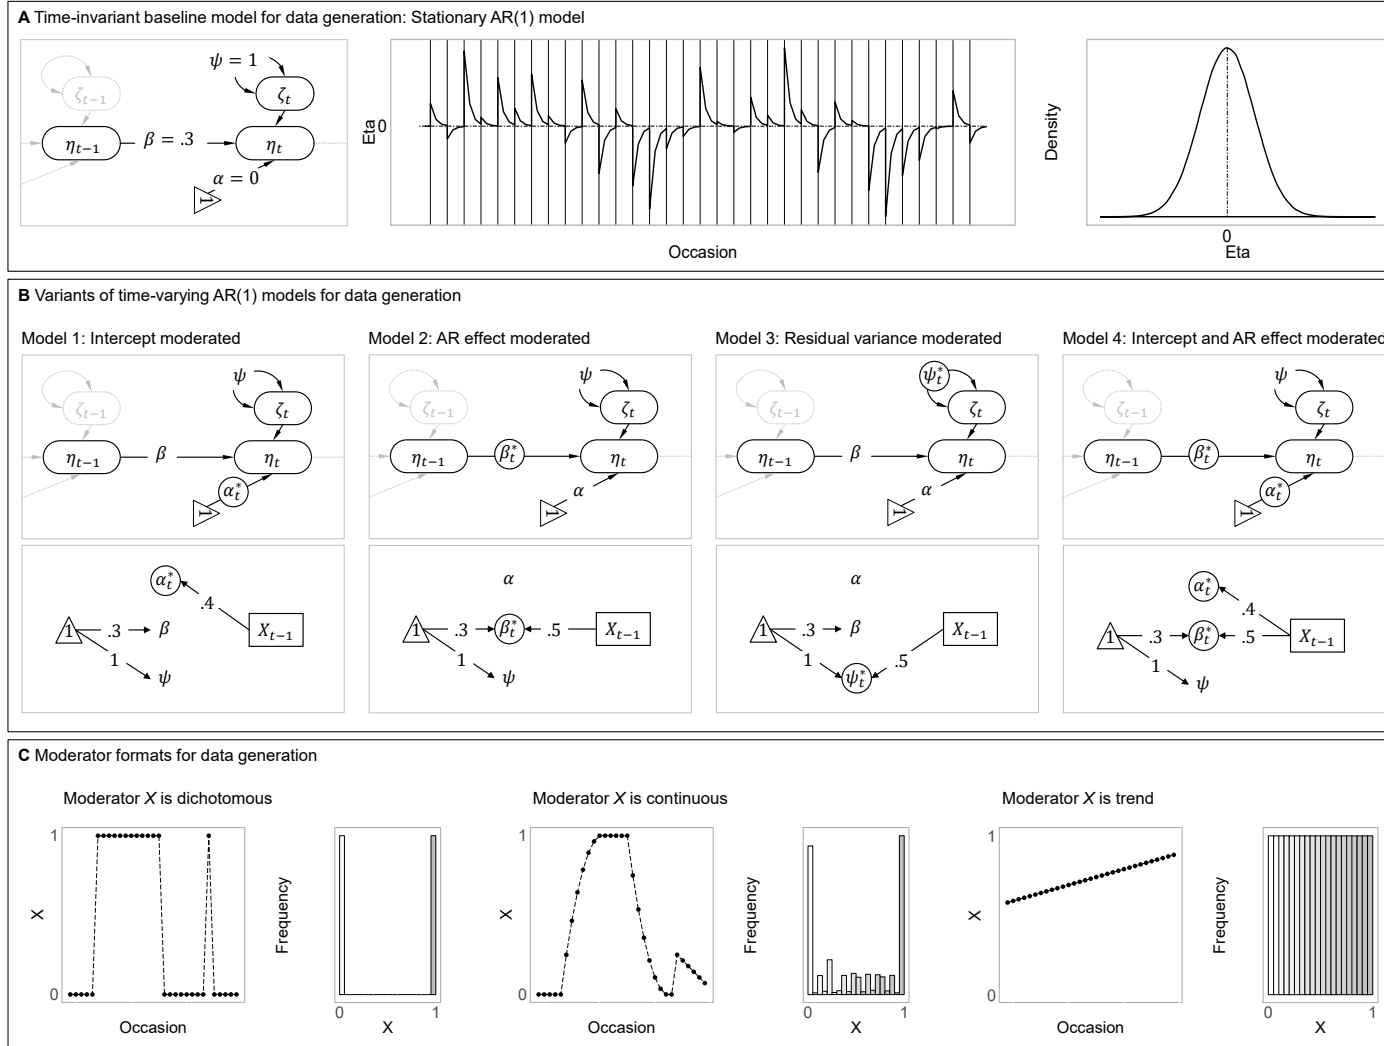 A Time-invariant baseline model for data generation: Stationary AR(1) model
ψ = 1
ζt−1
ζt
ηt−1
β = .3
ηt
α = 0
1
Eta
0
Occasion
Density
0
Eta
B Variants of time-varying AR(1) models for data generation
Model 1: Intercept moderated
ψ
ζt−1
ζt
ηt−1
β
ηt
α*t
1
α*t
.4
1
.3
β
Xt−1
1
ψ
Model 2: AR effect moderated
ψ
ζt−1
ζt
ηt−1
β*t
ηt
α
1
α
1
.3
β*t
.5
Xt−1
1
ψ
Model 3: Residual variance moderated
ψ*t
ζt−1
ζt
ηt−1
β
ηt
α
1
α
1
.3
β
Xt−1
1
.5
ψ*t
Model 4: Intercept and AR effect moderated
ψ
ζt−1
ζt
ηt−1
β*t
ηt
α*t
1
α*t
.4
1
.3
β*t
.5
Xt−1
1
ψ
C Moderator formats for data generation
Moderator X is dichotomous
1
X
0
Occasion
Frequency
0 1
X
Moderator X is continuous
1
X
0
Occasion
Frequency
0 1
X
Moderator X is trend
1
X
0
Occasion
Frequency
0 1
X